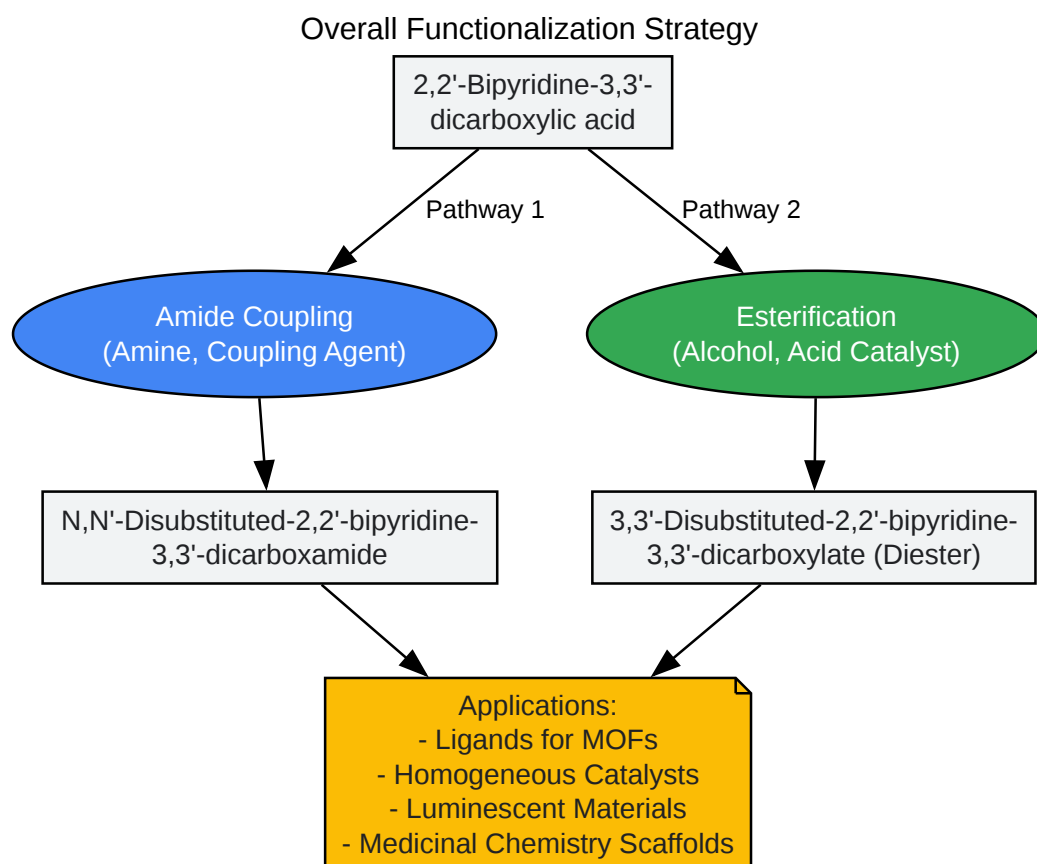 Overall Functionalization Strategy
2,2'-Bipyridine-3,3'-
dicarboxylic acid
Pathway 1
Pathway 2
Amide Coupling
(Amine, Coupling Agent)
Esterification
(Alcohol, Acid Catalyst)
N,N'-Disubstituted-2,2'-bipyridine-
3,3'-dicarboxamide
3,3'-Disubstituted-2,2'-bipyridine-
3,3'-dicarboxylate (Diester)
Applications:
- Ligands for MOFs
- Homogeneous Catalysts
- Luminescent Materials
- Medicinal Chemistry Scaffolds